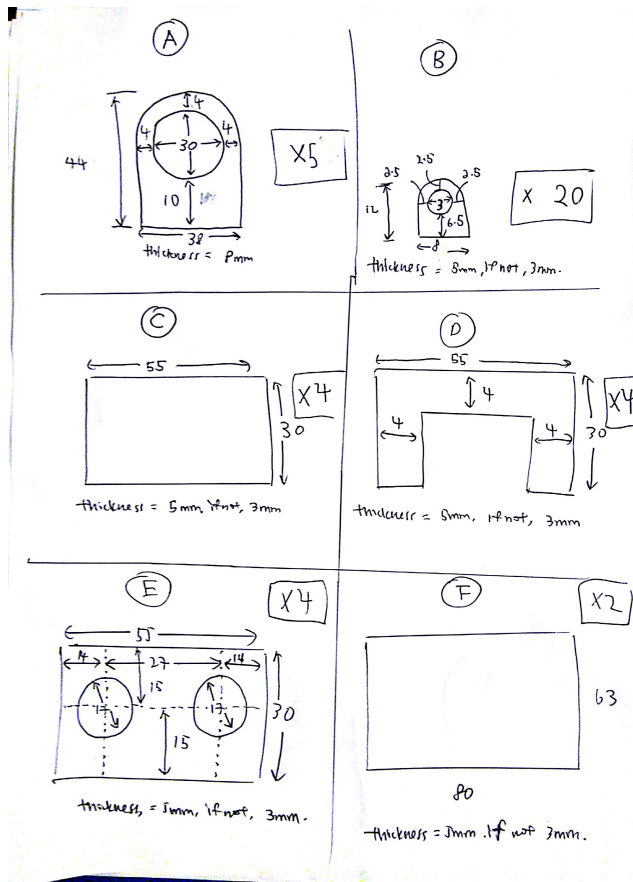 A
4
4
30
4
44
10
38
thickness = 8mm
X5
B
2.5
2.5
2.5
3
12
6.5
8
X 20
thickness = 5mm, if not, 3mm.
C
55
X4
30
thickness = 5mm, if not, 3mm
D
55
4
X4
4
4
30
thickness = 5mm, if not, 3mm
E
X4
55
14
27
14
15
17
17
30
15
thickness = 5mm, if not, 3mm.
F
X2
63
80
thickness = 5mm. If not 3mm.